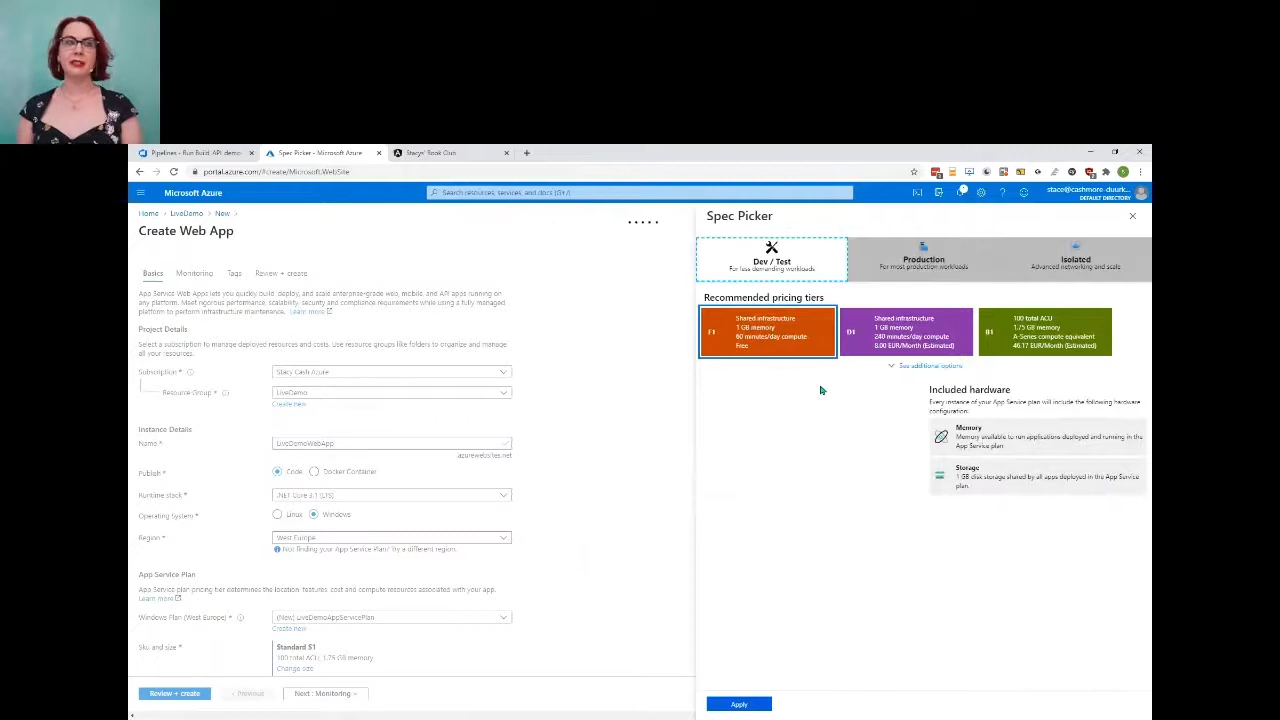 Pipelines - Run Build, API demo
Spec Picker - Microsoft Azure
Stacys' Book Club
portal.azure.com/#create/Microsoft.WebSite
Microsoft Azure
Search resources, services, and docs (G+/)
stace@cashmore-duurk...
DEFAULT DIRECTORY
Home > LiveDemo > New >
Create Web App
Basics Monitoring Tags Review + create
App Service Web Apps lets you quickly build, deploy, and scale enterprise-grade web, mobile, and API apps running on
any platform. Meet rigorous performance, scalability, security and compliance requirements while using a fully managed
platform to perform infrastructure maintenance. Learn more
Project Details
Select a subscription to manage deployed resources and costs. Use resource groups like folders to organize and manage
all your resources.
Subscription *
Stacy Cash Azure
Resource Group *
LiveDemo
Create new
Instance Details
Name *
LiveDemoWebApp
.azurewebsites.net
Publish *
Code Docker Container
Runtime stack *
.NET Core 3.1 (LTS)
Operating System *
Linux Windows
Region *
West Europe
Not finding your App Service Plan? Try a different region.
App Service Plan
App Service plan pricing tier determines the location, features, cost and compute resources associated with your app.
Learn more
Windows Plan (West Europe) *
(New) LiveDemoAppServicePlan
Create new
Sku and size *
Standard S1
100 total ACU, 1.75 GB memory
Change size
Review + create
< Previous
Next : Monitoring >
Spec Picker
Dev / Test
For less demanding workloads
Production
For most production workloads
Isolated
Advanced networking and scale
Recommended pricing tiers
F1
Shared infrastructure
1 GB memory
60 minutes/day compute
Free
D1
Shared infrastructure
1 GB memory
240 minutes/day compute
8.00 EUR/Month (Estimated)
B1
100 total ACU
1.75 GB memory
A-Series compute equivalent
46.17 EUR/Month (Estimated)
See additional options
Included hardware
Every instance of your App Service plan will include the following hardware
configuration:
Memory
Memory available to run applications deployed and running in the
App Service plan.
Storage
1 GB disk storage shared by all apps deployed in the App Service
plan.
Apply